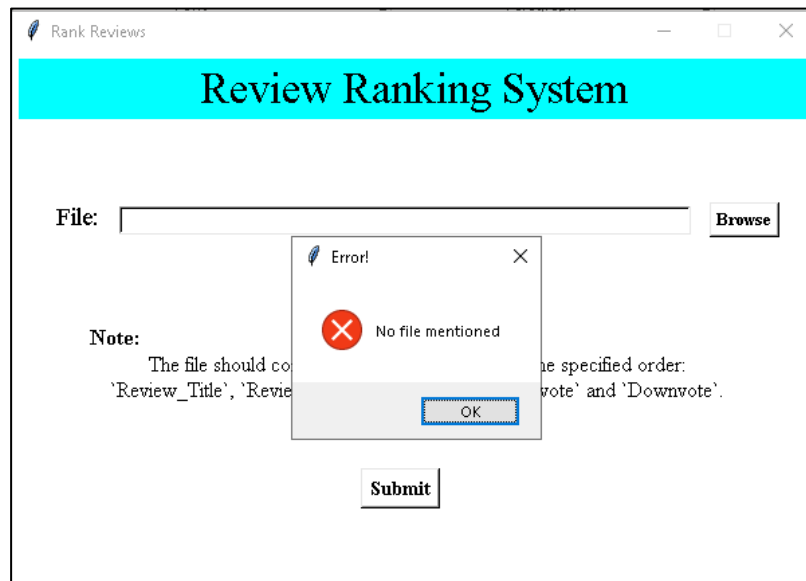 Rank Reviews
Review Ranking System
File:
Browse
Error!
No file mentioned
OK
Note:
The file should co he specified order:
`Review_Title`, `Revie vote` and `Downvote`.
Submit